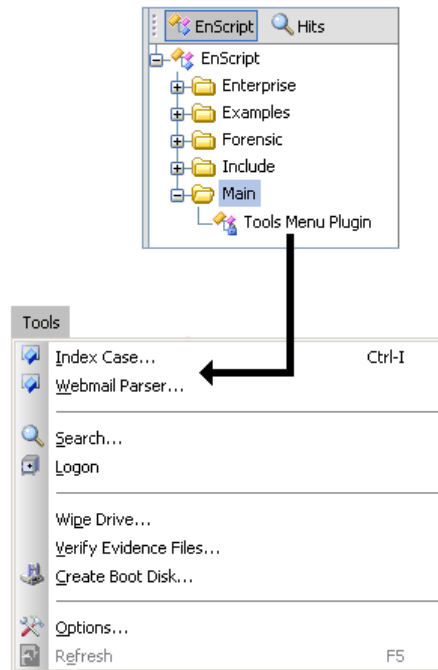 EnScript Hits
EnScript
Enterprise
Examples
Forensic
Include
Main
Tools Menu Plugin
Tools
Index Case... Ctrl-I
Webmail Parser...
Search...
Logon
Wipe Drive...
Verify Evidence Files...
Create Boot Disk...
Options...
Refresh F5